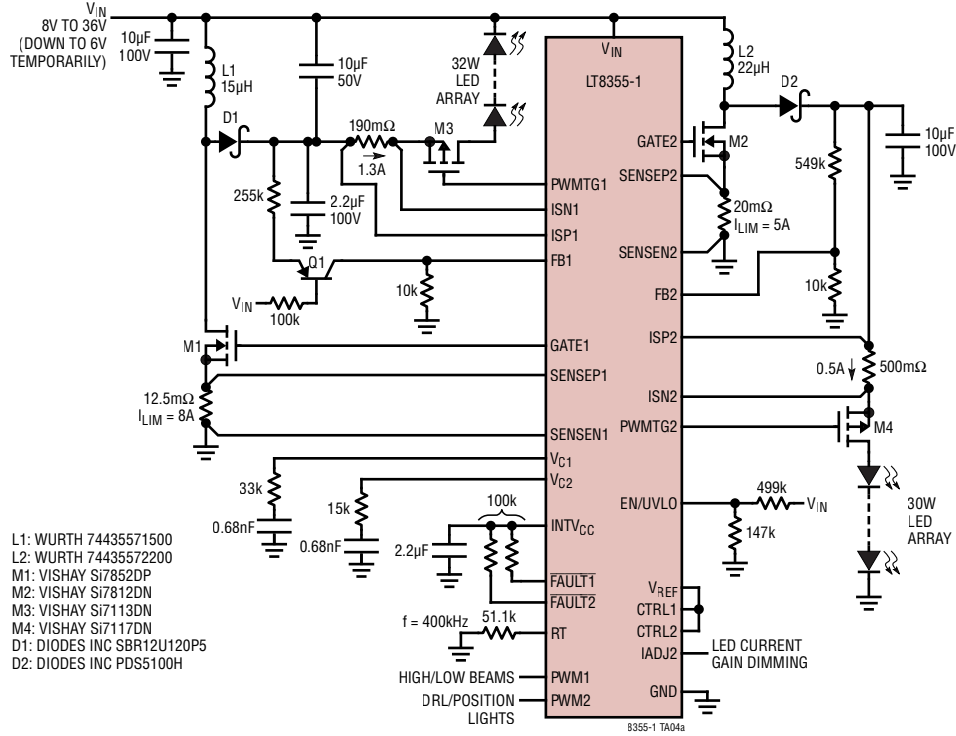 VIN
8V TO 36V
(DOWN TO 6V
TEMPORARILY)
10µF
100V
L1
15µH
10µF
50V
32W
LED
ARRAY
VIN
LT8355-1
L2
22µH
D2
D1
190mΩ
1.3A
M3
GATE2
M2
10µF
100V
549k
SENSEP2
20mΩ
ILIM = 5A
SENSEN2
255k
2.2µF
100V
PWMTG1
ISN1
ISP1
FB1
Q1
VIN
100k
10k
FB2
10k
M1
GATE1
ISP2
0.5A
500mΩ
SENSEP1
ISN2
12.5mΩ
ILIM = 8A
SENSEN1
PWMTG2
M4
VC1
VC2
33k
0.68nF
15k
0.68nF
100k
INTVCC
2.2µF
EN/UVLO
499k
VIN
147k
30W
LED
ARRAY
FAULT1
FAULT2
VREF
CTRL1
CTRL2
f = 400kHz
51.1k
RT
IADJ2
LED CURRENT
GAIN DIMMING
HIGH/LOW BEAMS
PWM1
DRL/POSITION
LIGHTS
PWM2
GND
8355-1 TA04a
L1: WURTH 74435571500
L2: WURTH 74435572200
M1: VISHAY Si7852DP
M2: VISHAY Si7812DN
M3: VISHAY Si7113DN
M4: VISHAY Si7117DN
D1: DIODES INC SBR12U120P5
D2: DIODES INC PDS5100H